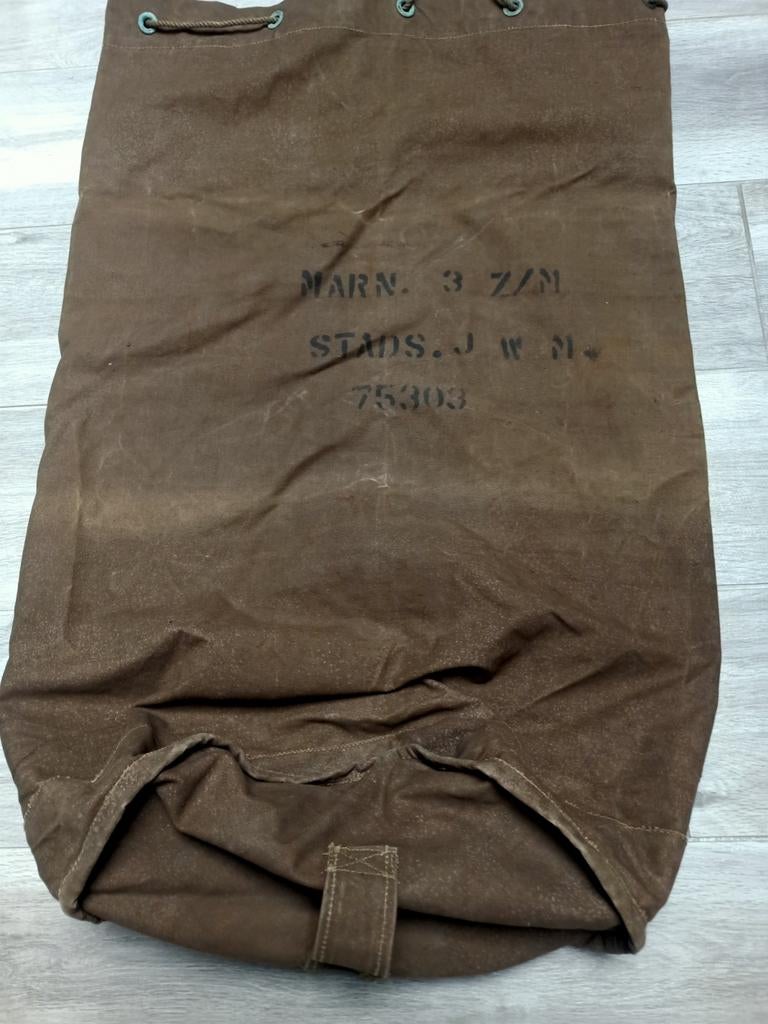 MARN. 3 Z/M
STADS. J W M.
75303